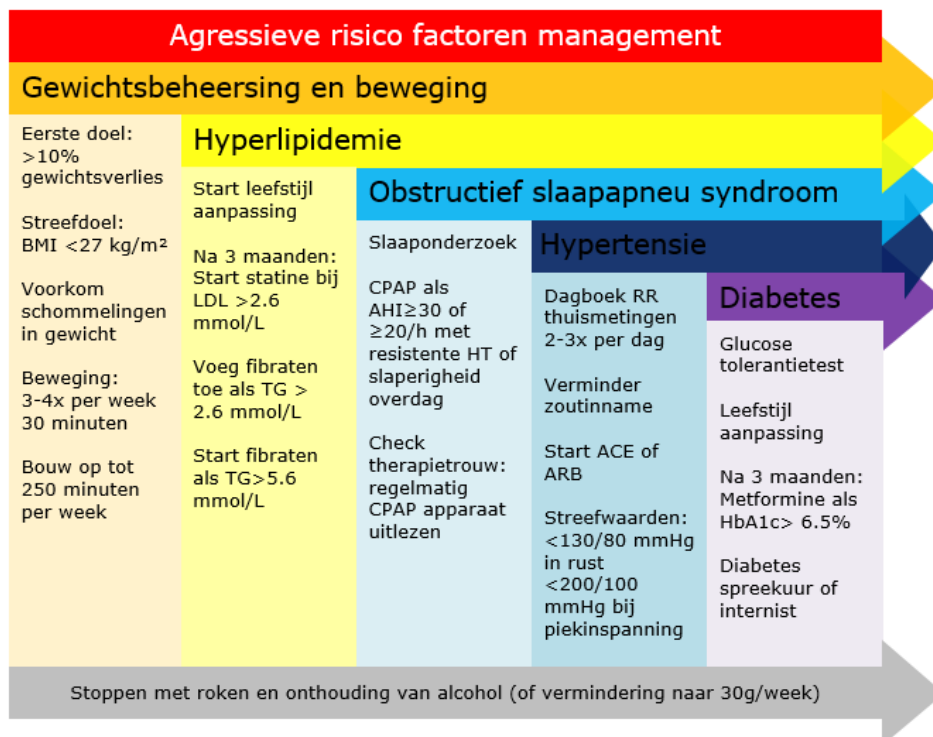 Agressieve risico factoren management
Gewichtsbeheersing en beweging
Eerste doel:
>10%
gewichtsverlies
Streefdoel:
BMI <27 kg/m²
Voorkom
schommelingen
in gewicht
Beweging:
3-4x per week
30 minuten
Bouw op tot
250 minuten
per week
Hyperlipidemie
Start leefstijl
aanpassing
Na 3 maanden:
Start statine bij
LDL >2.6
mmol/L
Voeg fibraten
toe als TG >
2.6 mmol/L
Start fibraten
als TG>5.6
mmol/L
Obstructief slaapapneu syndroom
Slaaponderzoek
CPAP als
AHI≥30 of
≥20/h met
resistente HT of
slaperigheid
overdag
Check
therapietrouw:
regelmatig
CPAP apparaat
uitlezen
Hypertensie
Dagboek RR
thuismetingen
2-3x per dag
Verminder
zoutinname
Start ACE of
ARB
Streefwaarden:
<130/80 mmHg
in rust
<200/100
mmHg bij
piekinspanning
Diabetes
Glucose
tolerantietest
Leefstijl
aanpassing
Na 3 maanden:
Metformine als
HbA1c> 6.5%
Diabetes
spreekuur of
internist
Stoppen met roken en onthouding van alcohol (of vermindering naar 30g/week)